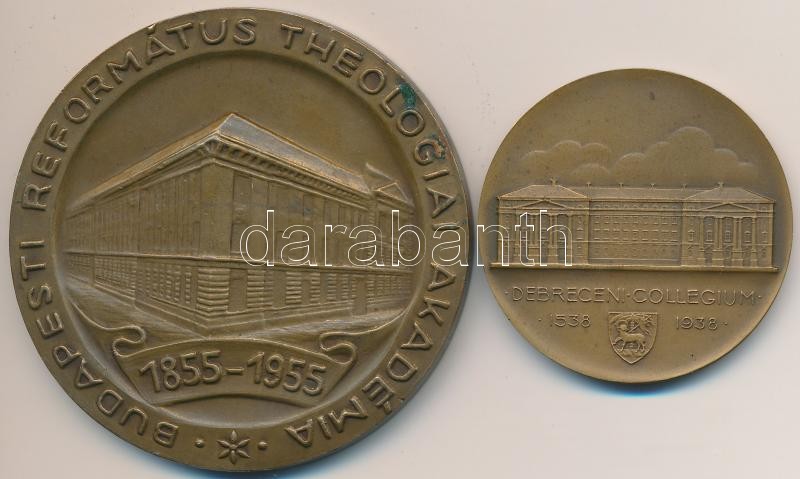 BUDAPESTI REFORMÁTUS THEOLOGIAI AKADÉMIA
1855-1955
DEBRECENI · COLLEGIUM ·
· 1538 1938 ·
darabanth